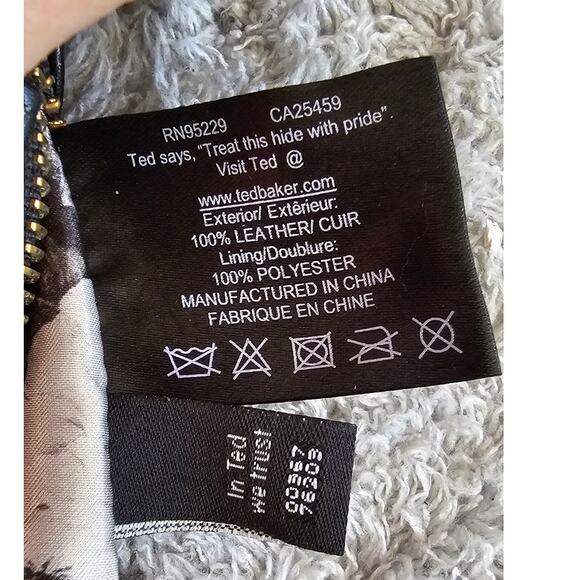 RN95229 CA25459
Ted says, "Treat this hide with pride".
Visit Ted @
www.tedbaker.com
Exterior/ Extérieur:
100% LEATHER/ CUIR
Lining/Doublure:
100% POLYESTER
MANUFACTURED IN CHINA
FABRIQUE EN CHINE
In Ted
we trust
00357
76203